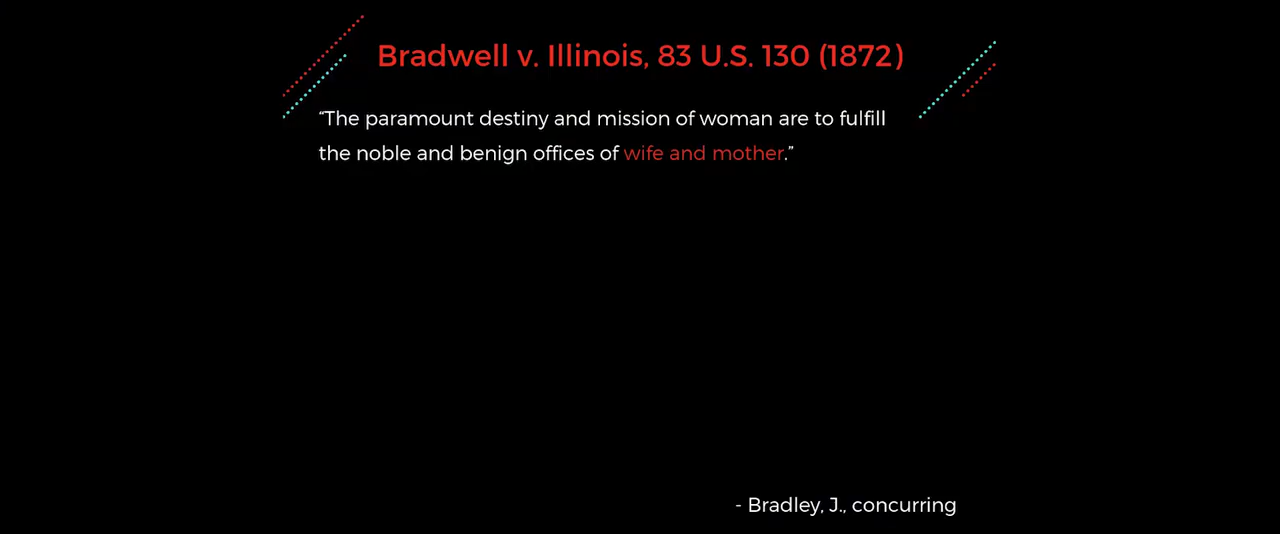 Bradwell v. Illinois, 83 U.S. 130 (1872)
“The paramount destiny and mission of woman are to fulfill
the noble and benign offices of wife and mother.”
- Bradley, J., concurring